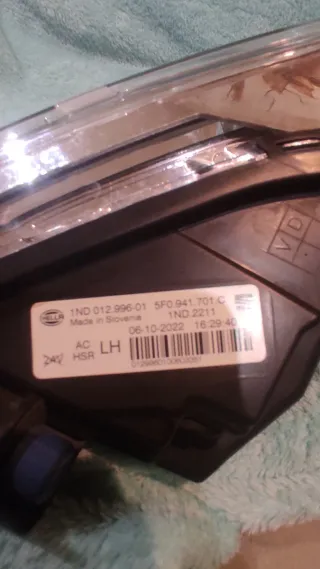 HELLA
1ND 012.996-01 5F0.941.701.C
Made in Slovenia 1ND.2211
06-10-2022 16:29:40
AC
24V HSR LH
V D